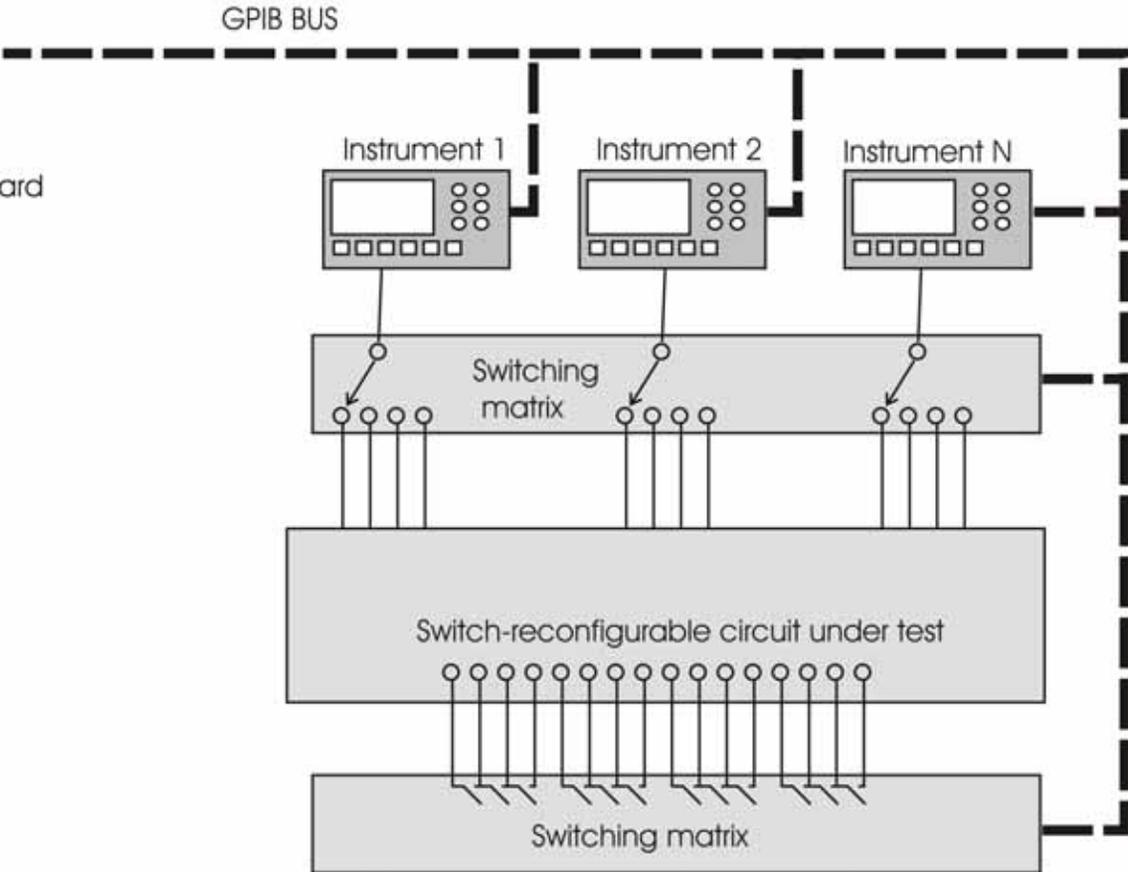 GPIB BUS
ard
Instrument 1
Instrument 2
Instrument N
Switching
matrix
Switch-reconfigurable circuit under test
Switching matrix